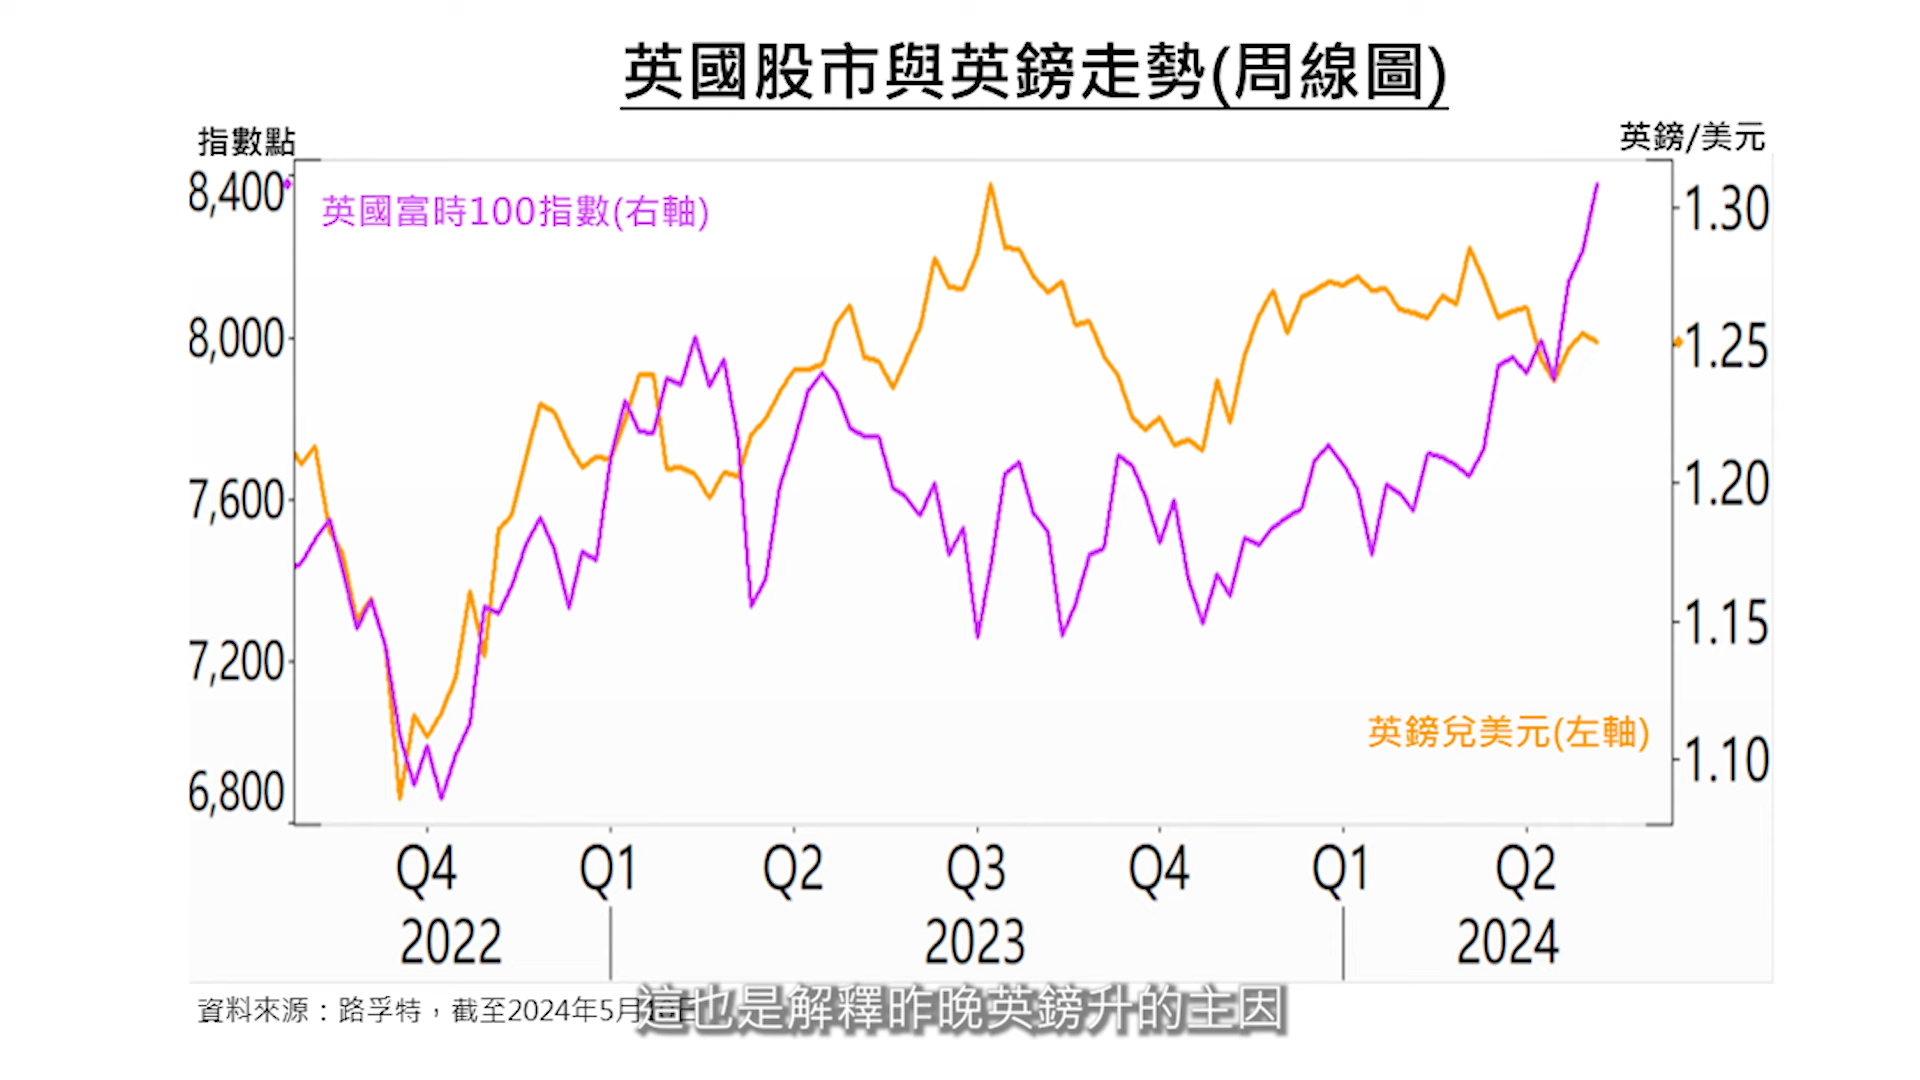 英國股市與英鎊走勢(周線圖)
指數點
英鎊/美元
8,400
8,000
7,600
7,200
6,800
英國富時100指數(右軸)
英鎊兌美元(左軸)
1.30
1.25
1.20
1.15
1.10
Q4 Q1 Q2 Q3 Q4 Q1 Q2
2022 2023 2024
資料來源：路孚特，截至2024年5月
這也是解釋昨晚英鎊升的主因